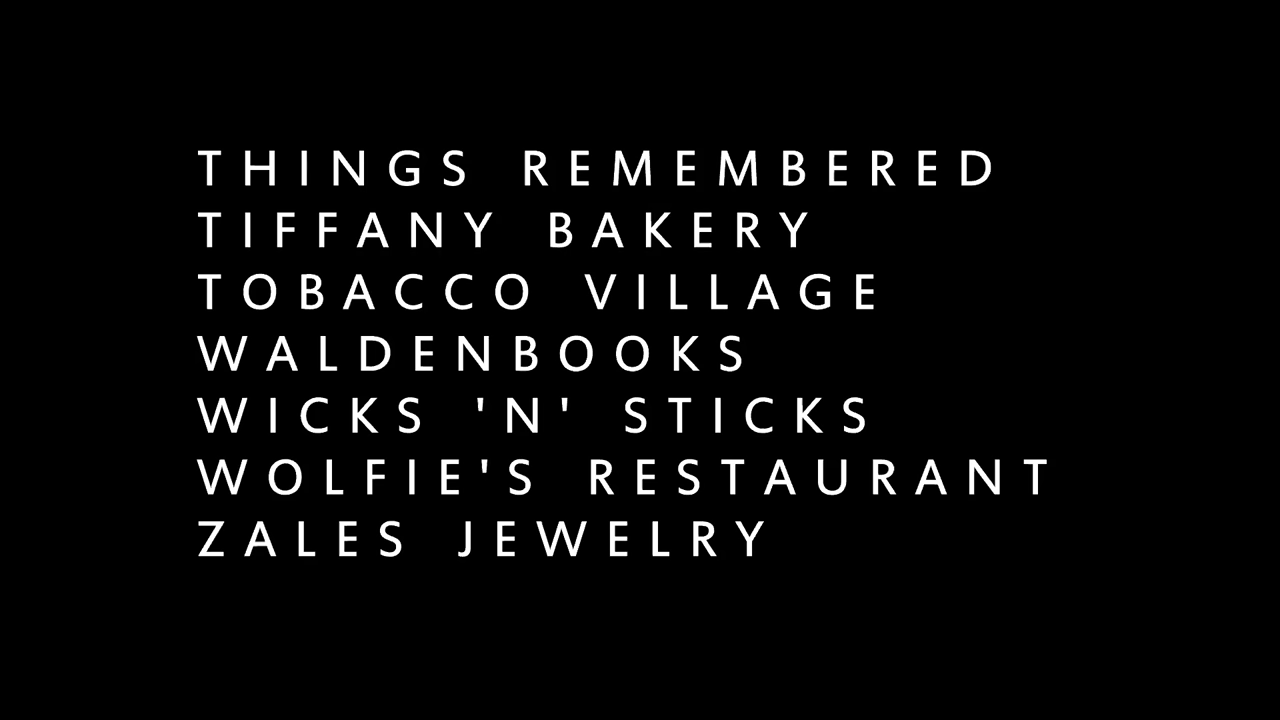 THINGS REMEMBERED
TIFFANY BAKERY
TOBACCO VILLAGE
WALDENBOOKS
WICKS 'N' STICKS
WOLFIE'S RESTAURANT
ZALES JEWELRY